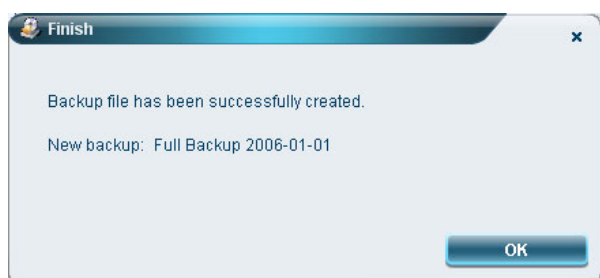 Finish
Backup file has been successfully created.
New backup: Full Backup 2006-01-01
OK